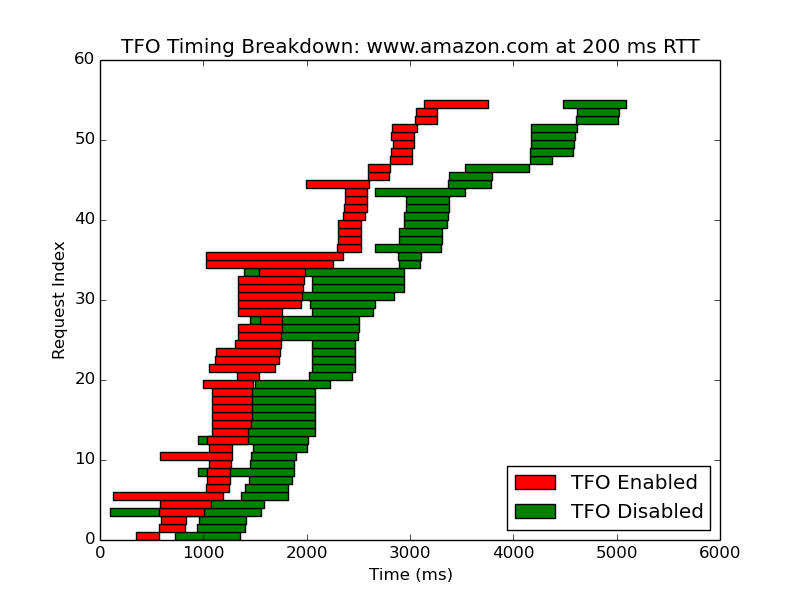 TFO Timing Breakdown: www.amazon.com at 200 ms RTT
60
50
40
30
20
10
0
Request Index
0 1000 2000 3000 4000 5000 6000
Time (ms)
TFO Enabled
TFO Disabled